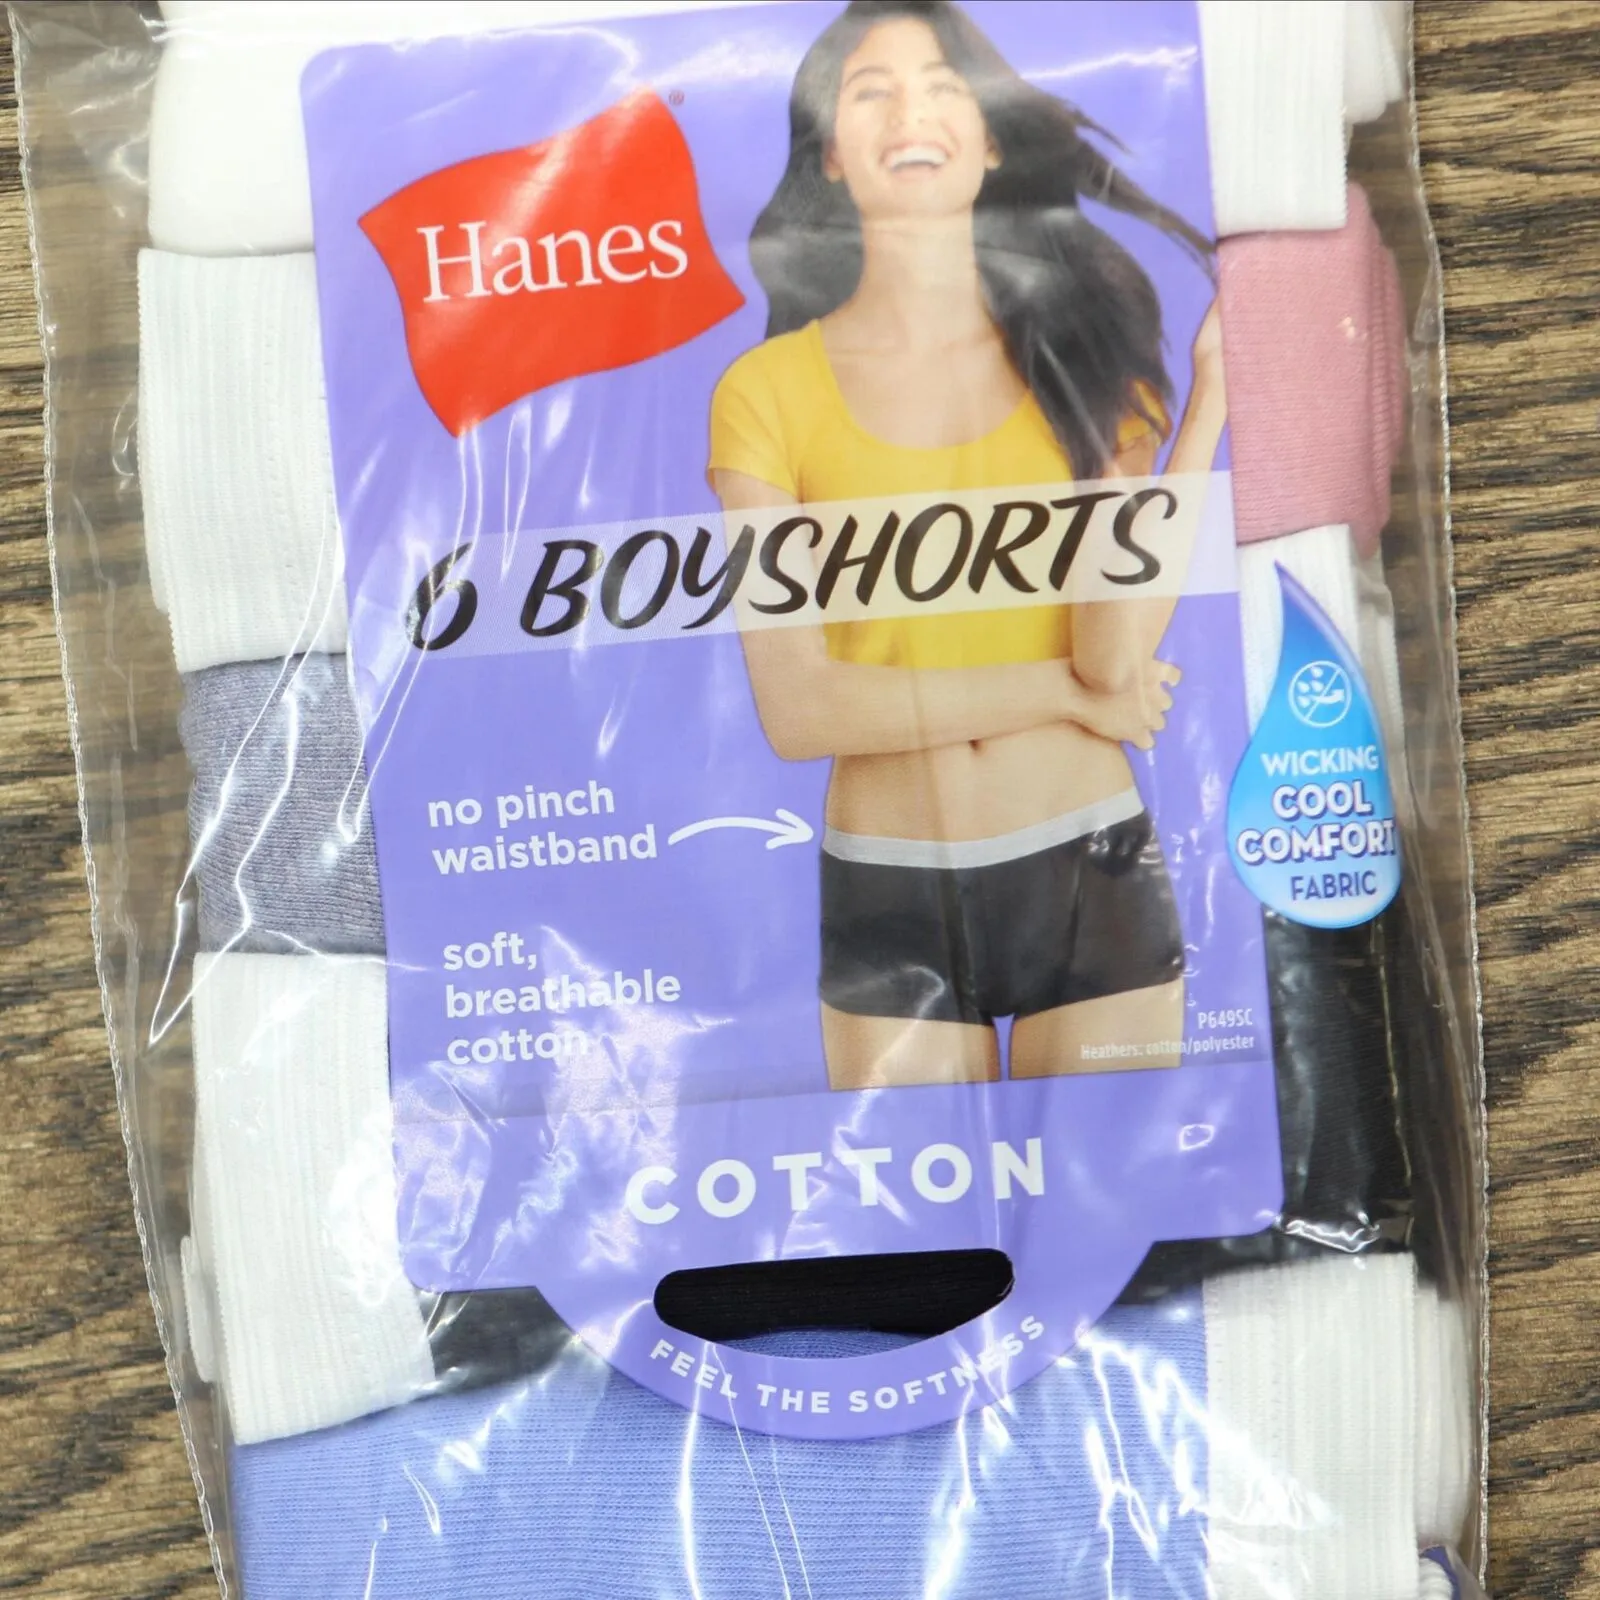 Hanes®
6 BOYSHORTS
no pinch
waistband
soft,
breathable
cotton
WICKING
COOL
COMFORT
FABRIC
P649SC
Heathers: cotton/polyester
COTTON
FEEL THE SOFTNESS